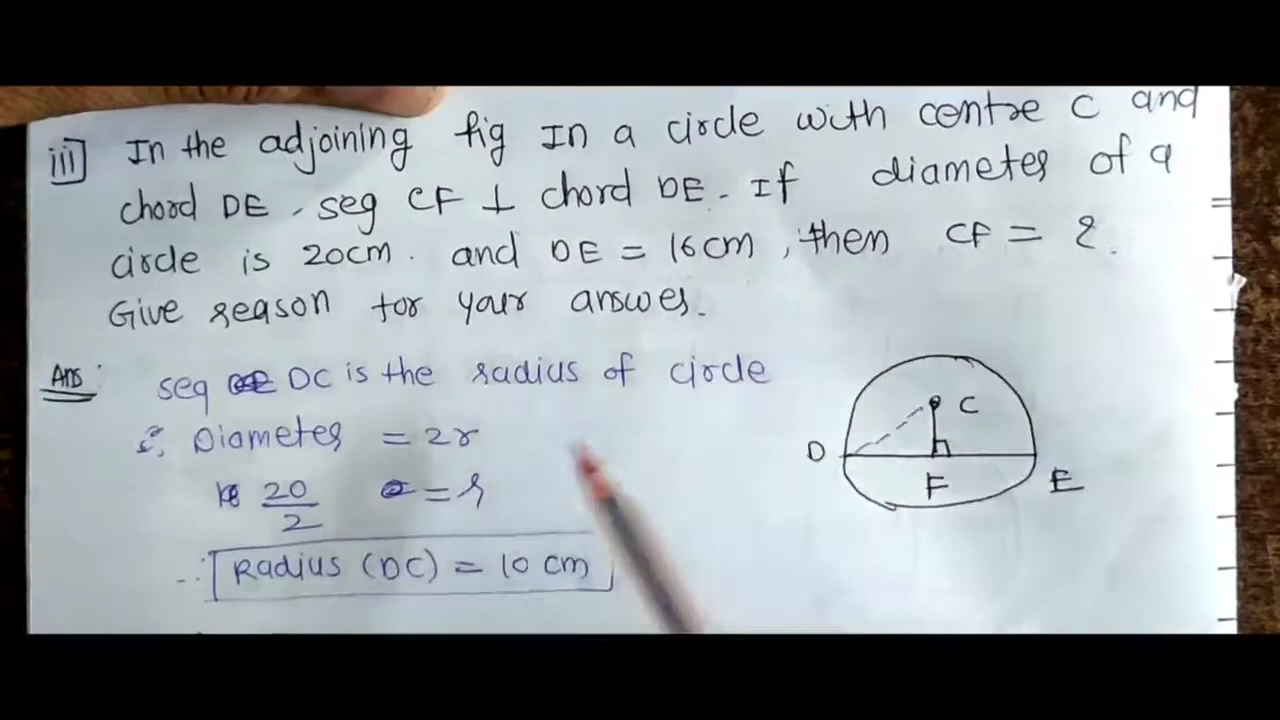 iii] In the adjoining fig In a circle with centre C and
chord DE. seg CF ⊥ chord DE. If diameter of a
circle is 20cm. and DE = 16cm, then CF = ?.
Give reason for your answer.
Ans: seg DC is the radius of circle
∴ Diameter = 2r
20/2 = r
∴ Radius (DC) = 10 cm
C
D
F
E